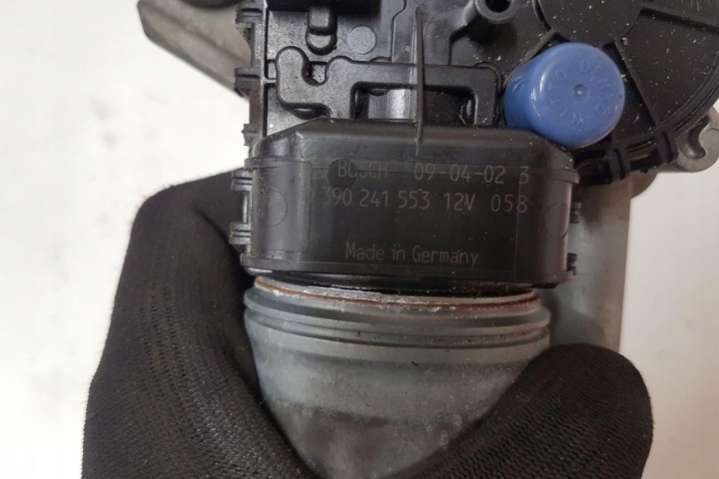 BOSCH 09-04-02 3
390 241 553 12V 058
Made in Germany